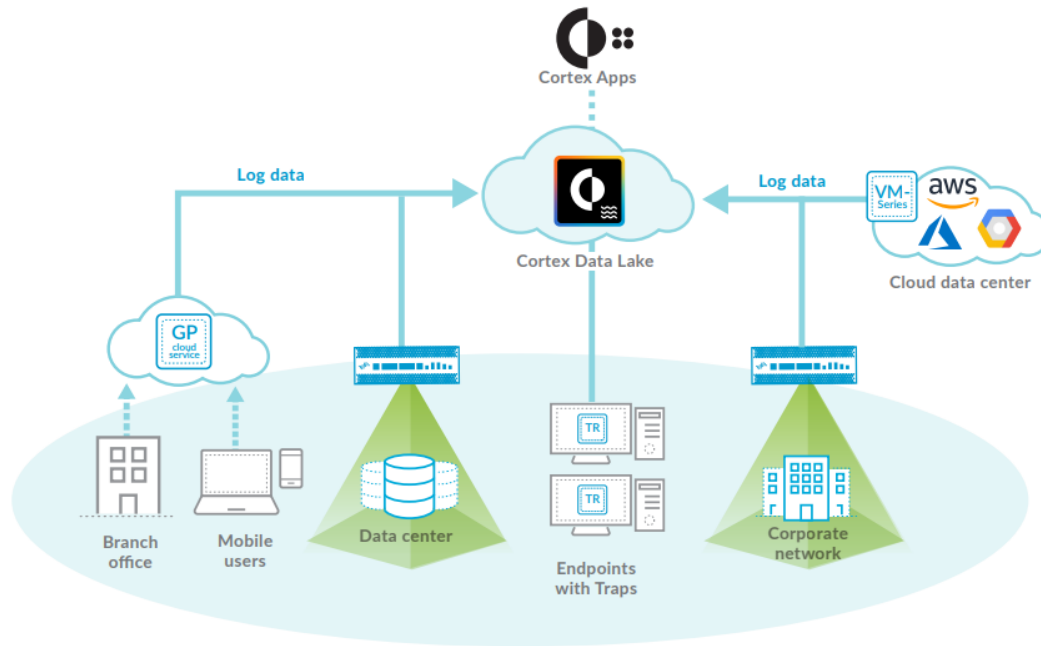 Cortex Apps
Log data
Log data
VM-
Series
aws
Cortex Data Lake
Cloud data center
GP
cloud
service
TR
TR
Branch
office
Mobile
users
Data center
Endpoints
with Traps
Corporate
network